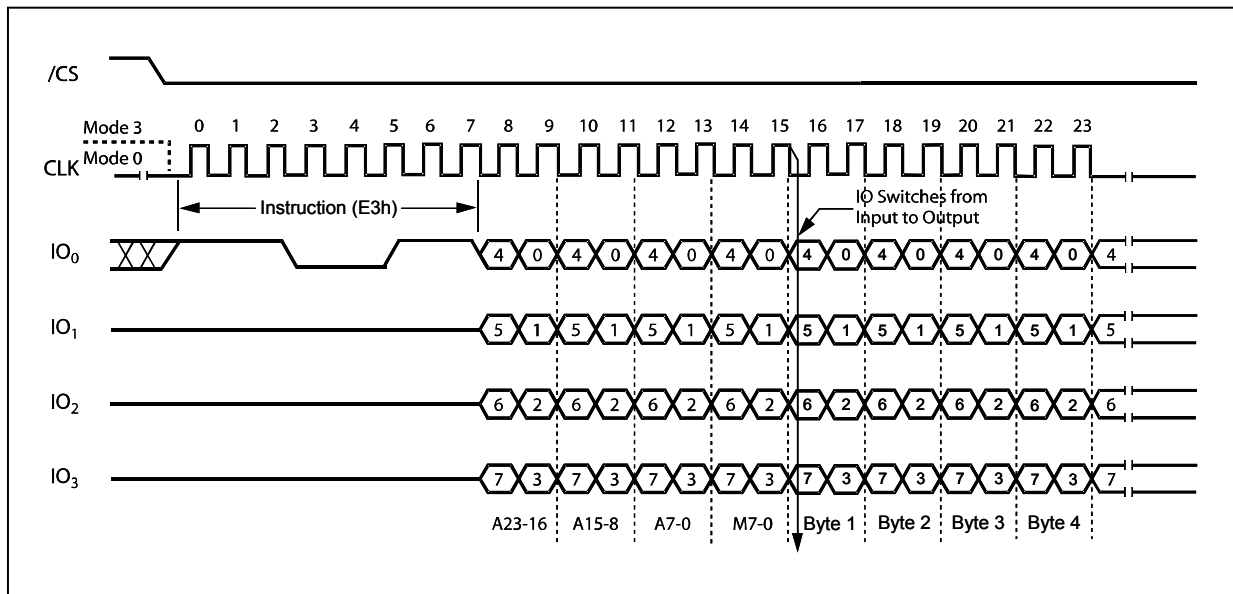 /CS
Mode 3
0 1 2 3 4 5 6 7 8 9 10 11 12 13 14 15 16 17 18 19 20 21 22 23
Mode 0
CLK
Instruction (E3h)
IO Switches from
Input to Output
IO0 4 0 4 0 4 0 4 0 4 0 4 0 4 0 4 0 4
IO1 5 1 5 1 5 1 5 1 5 1 5 1 5 1 5 1 5
IO2 6 2 6 2 6 2 6 2 6 2 6 2 6 2 6 2 6
IO3 7 3 7 3 7 3 7 3 7 3 7 3 7 3 7 3 7
A23-16 A15-8 A7-0 M7-0 Byte 1 Byte 2 Byte 3 Byte 4